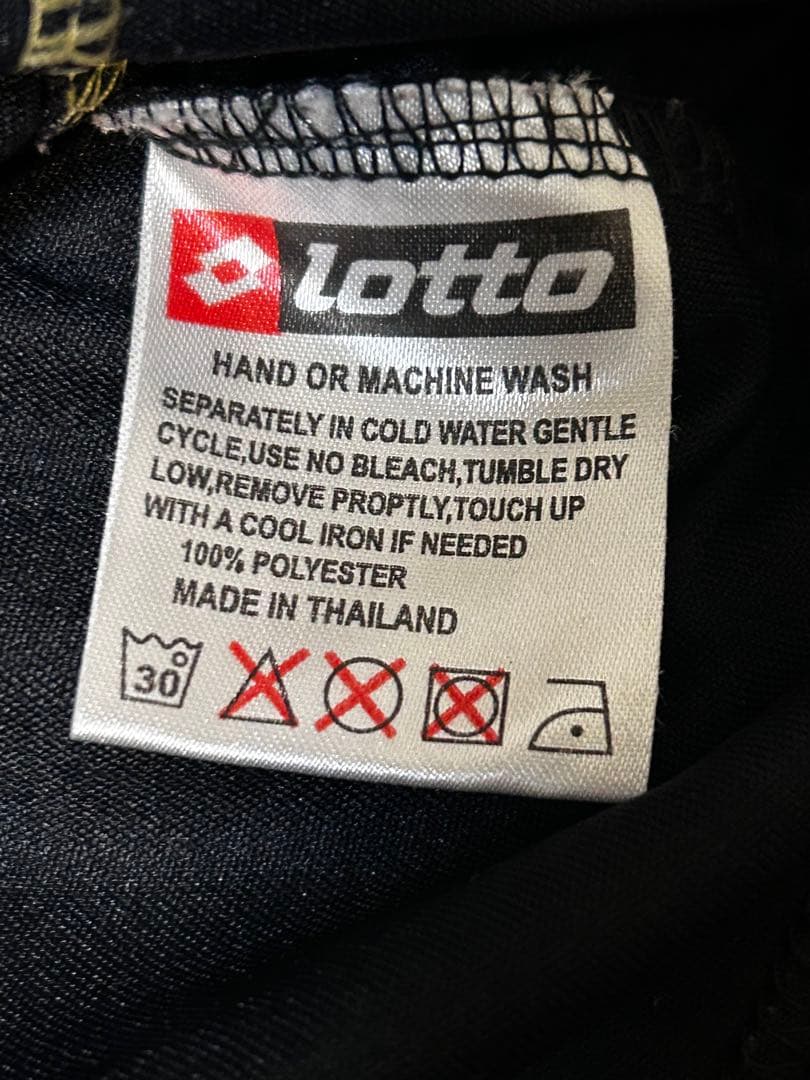 lotto
HAND OR MACHINE WASH
SEPARATELY IN COLD WATER GENTLE
CYCLE,USE NO BLEACH,TUMBLE DRY
LOW,REMOVE PROPTLY,TOUCH UP
WITH A COOL IRON IF NEEDED
100% POLYESTER
MADE IN THAILAND
30°